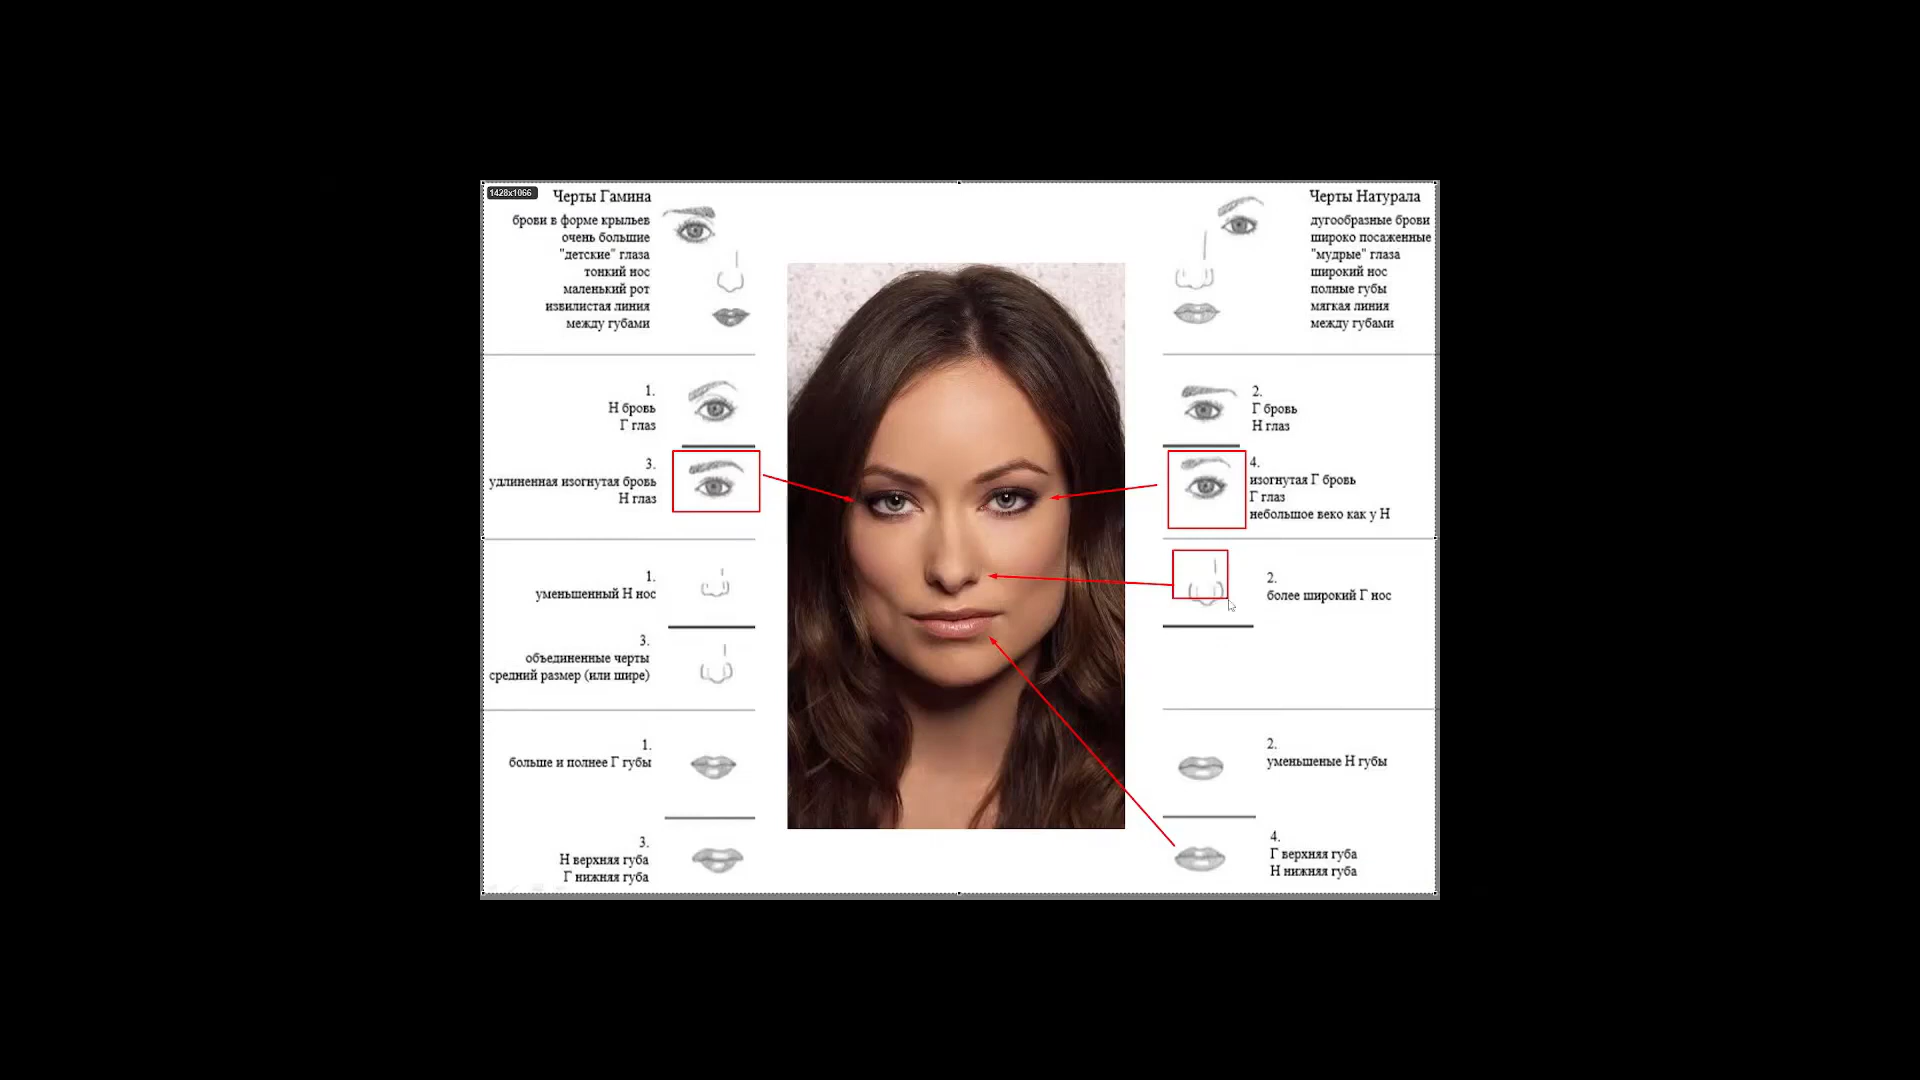 1428x1066
Черты Гамина
брови в форме крыльев
очень большие
"детские" глаза
тонкий нос
маленький рот
извилистая линия
между губами
Черты Натурала
дугообразные брови
широко посаженные
"мудрые" глаза
широкий нос
полные губы
мягкая линия
между губами
1.
Н бровь
Г глаз
2.
Г бровь
Н глаз
3.
удлиненная изогнутая бровь
Н глаз
4.
изогнутая Г бровь
Г глаз
небольшое веко как у Н
1.
уменьшенный Н нос
2.
более широкий Г нос
3.
объединенные черты
средний размер (или шире)
1.
больше и полнее Г губы
2.
уменьшеные Н губы
3.
Н верхняя губа
Г нижняя губа
4.
Г верхняя губа
Н нижняя губа